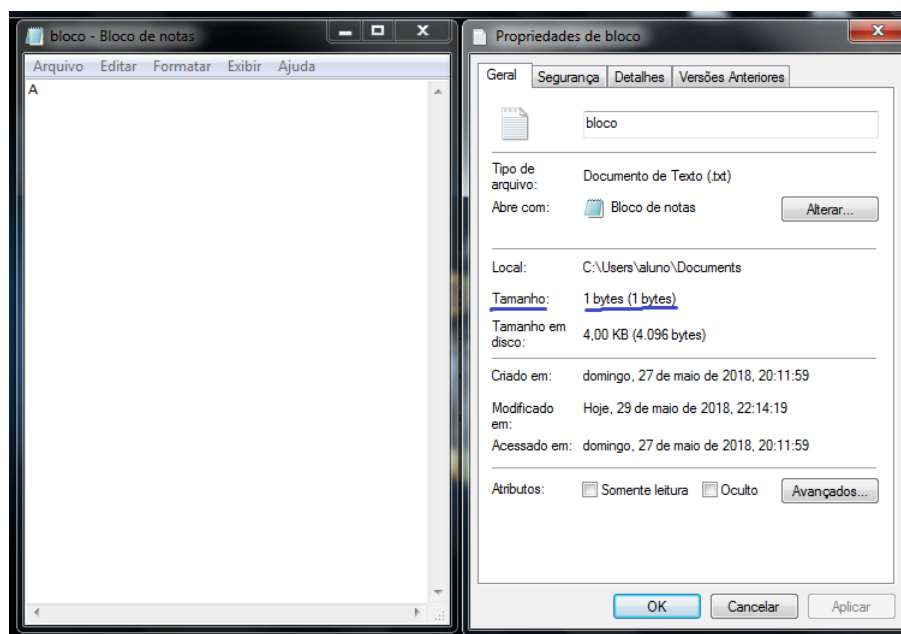 bloco - Bloco de notas
Arquivo Editar Formatar Exibir Ajuda
A
Propriedades de bloco
Geral Segurança Detalhes Versões Anteriores
bloco
Tipo de arquivo: Documento de Texto (.txt)
Abre com: Bloco de notas Alterar...
Local: C:\Users\aluno\Documents
Tamanho: 1 bytes (1 bytes)
Tamanho em disco: 4,00 KB (4.096 bytes)
Criado em: domingo, 27 de maio de 2018, 20:11:59
Modificado em: Hoje, 29 de maio de 2018, 22:14:19
Acessado em: domingo, 27 de maio de 2018, 20:11:59
Atributos: Somente leitura Oculto Avançados...
OK Cancelar Aplicar